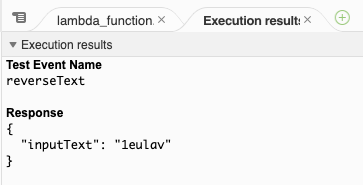 lambda_function.
Execution results
Execution results
Test Event Name
reverseText
Response
{
  "inputText": "1eulav"
}